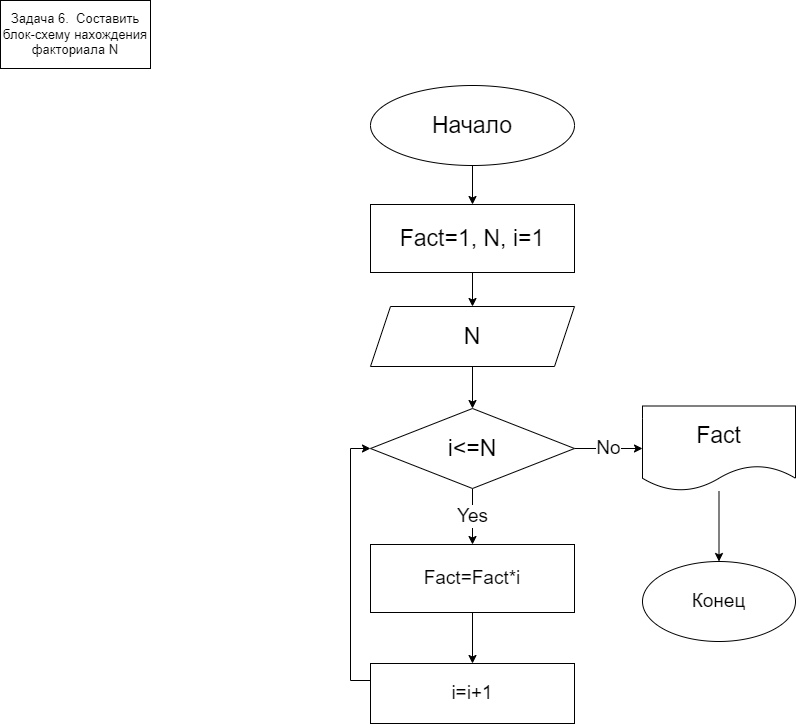 Задача 6. Составить
блок-схему нахождения
факториала N
Начало
Fact=1, N, i=1
N
i<=N
No
Fact
Yes
Fact=Fact*i
Конец
i=i+1